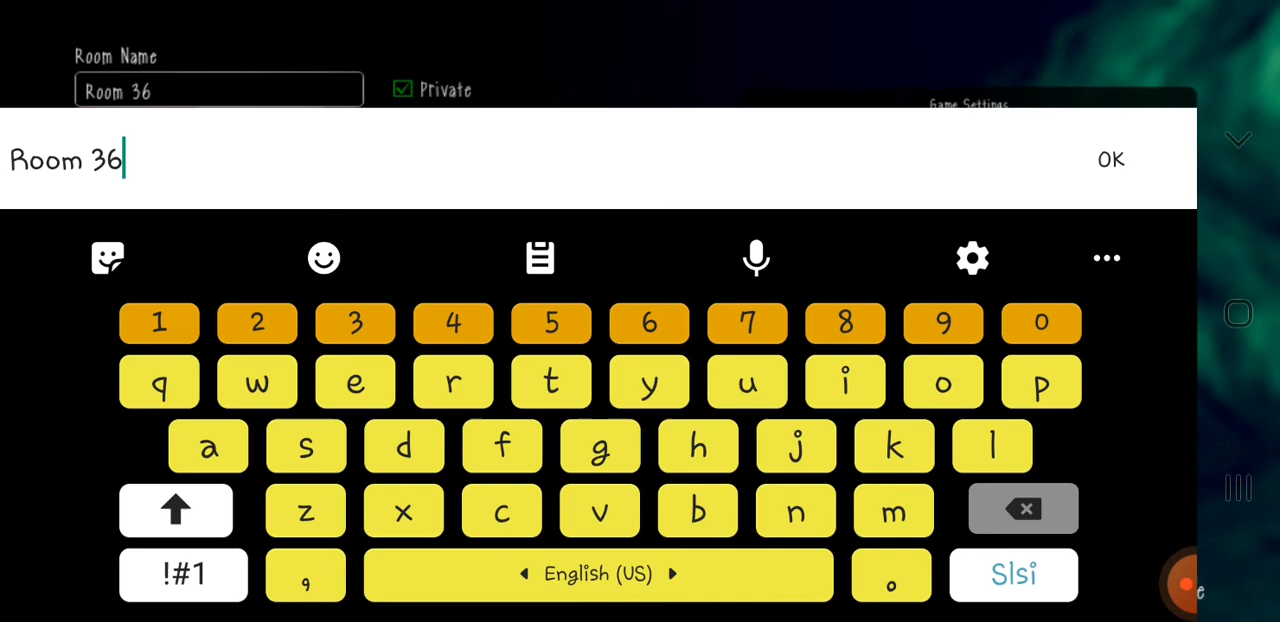 Room Name
Room 36
Private
Game Settings
Room 36
OK
1 2 3 4 5 6 7 8 9 0
q w e r t y u i o p
a s d f g h j k l
z x c v b n m
!#1 , English (US) . Slsi
e